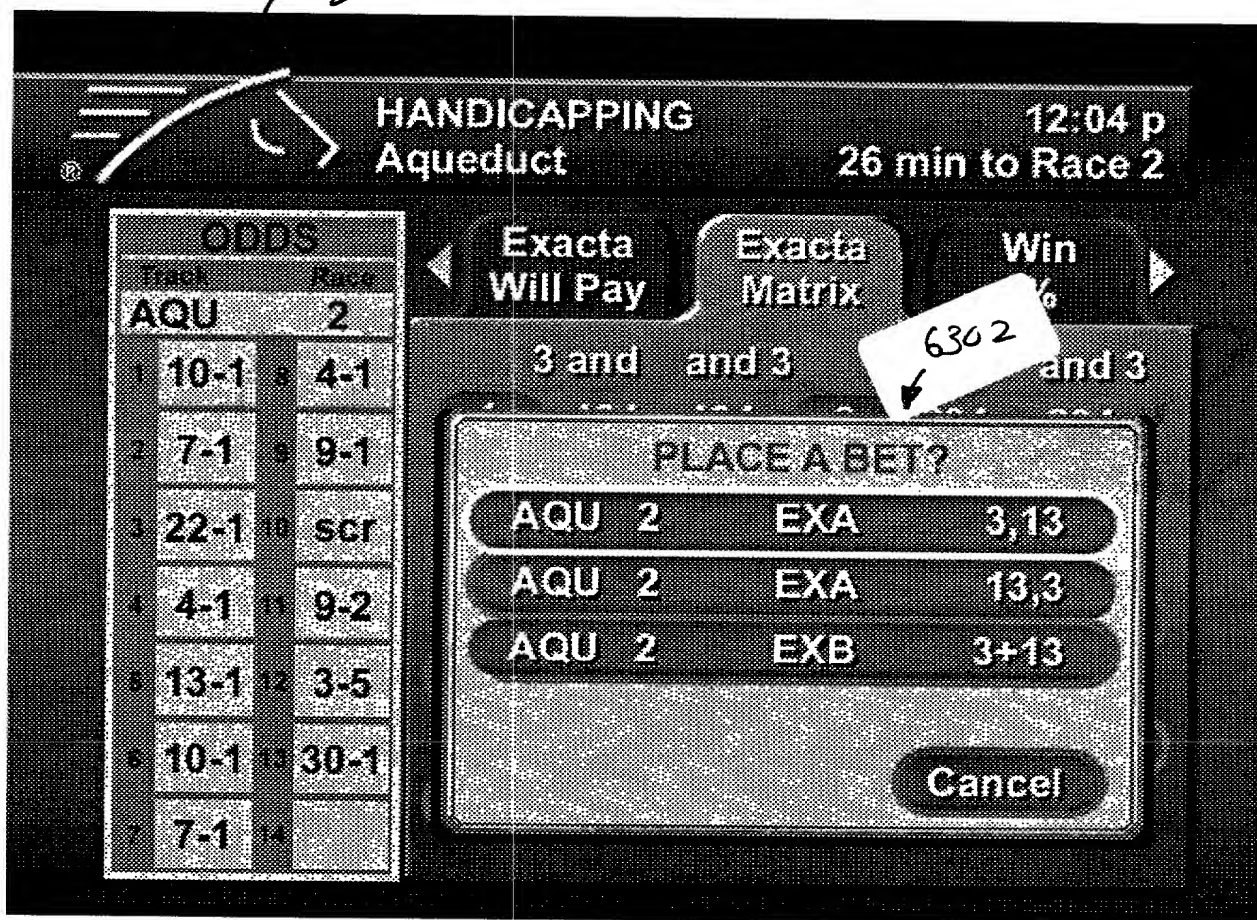 HANDICAPPING
Aqueduct
12:04 p
26 min to Race 2
®
ODDS
Track Race
AQU 2
1 10-1 8 4-1
2 7-1 9 9-1
3 22-1 10 scr
4 4-1 11 9-2
5 13-1 12 3-5
6 10-1 13 30-1
7 7-1 14
Exacta Will Pay
Exacta Matrix
Win %
3 and and 3 and 3
6302
PLACE A BET?
AQU 2 EXA 3,13
AQU 2 EXA 13,3
AQU 2 EXB 3+13
Cancel